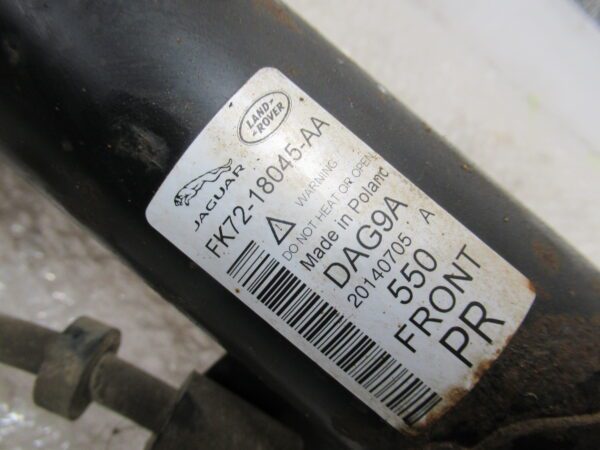 LAND-
-ROVER
JAGUAR
FK72-18045-AA
WARNING
DO NOT HEAT OR OPEN
Made in Poland
DAG9A
20140705 A
550
FRONT
PR